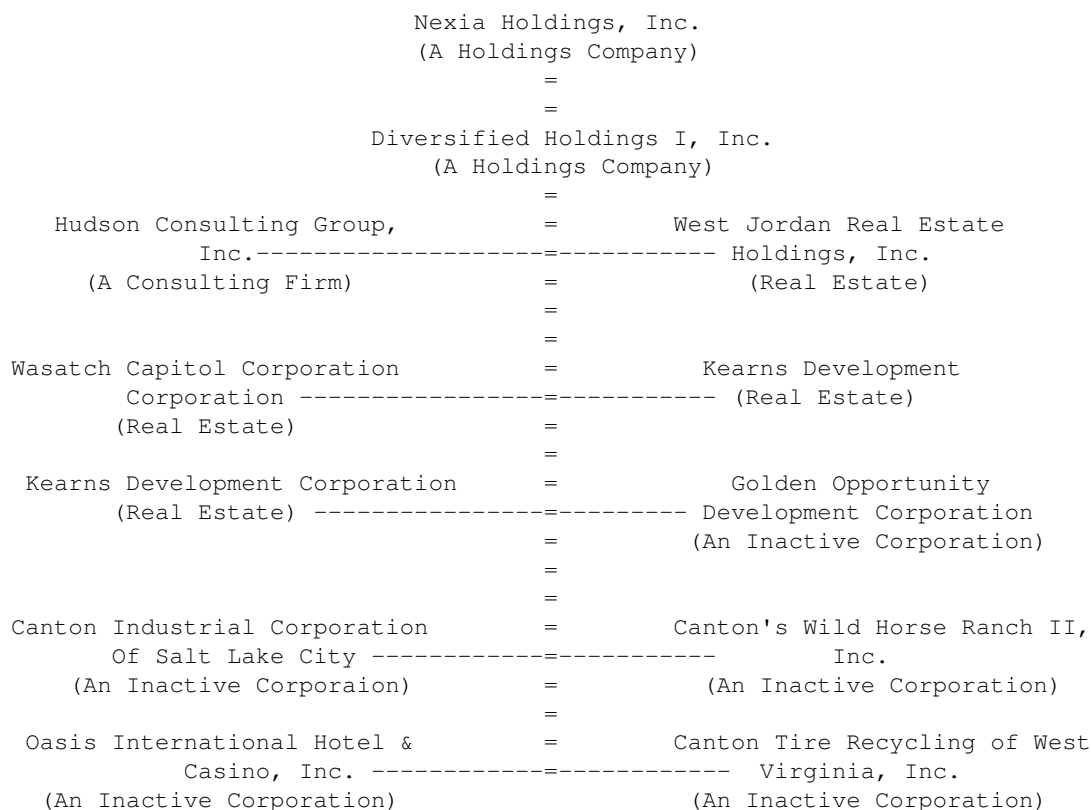 Nexia Holdings, Inc.
(A Holdings Company)
=
=
Diversified Holdings I, Inc.
(A Holdings Company)
=
Hudson Consulting Group, = West Jordan Real Estate
Inc.---------------------=----------- Holdings, Inc.
(A Consulting Firm) = (Real Estate)
=
=
Wasatch Capitol Corporation = Kearns Development
Corporation -----------------=----------- (Real Estate)
(Real Estate) =
=
Kearns Development Corporation = Golden Opportunity
(Real Estate) ----------------=--------- Development Corporation
= (An Inactive Corporation)
=
=
Canton Industrial Corporation = Canton's Wild Horse Ranch II,
Of Salt Lake City ------------=----------- Inc.
(An Inactive Corporaion) = (An Inactive Corporation)
=
Oasis International Hotel & = Canton Tire Recycling of West
Casino, Inc. ------------=------------ Virginia, Inc.
(An Inactive Corporation) (An Inactive Corporation)